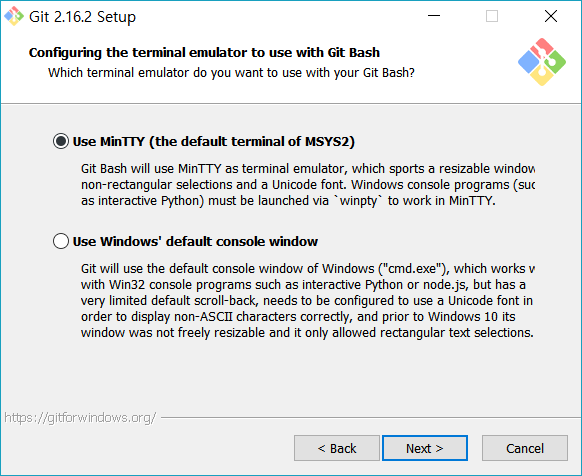 Git 2.16.2 Setup
Configuring the terminal emulator to use with Git Bash
Which terminal emulator do you want to use with your Git Bash?
Use MinTTY (the default terminal of MSYS2)
Git Bash will use MinTTY as terminal emulator, which sports a resizable window
non-rectangular selections and a Unicode font. Windows console programs (suc
as interactive Python) must be launched via `winpty` to work in MinTTY.
Use Windows' default console window
Git will use the default console window of Windows ("cmd.exe"), which works w
with Win32 console programs such as interactive Python or node.js, but has a
very limited default scroll-back, needs to be configured to use a Unicode font in
order to display non-ASCII characters correctly, and prior to Windows 10 its
window was not freely resizable and it only allowed rectangular text selections.
https://gitforwindows.org/
< Back
Next >
Cancel